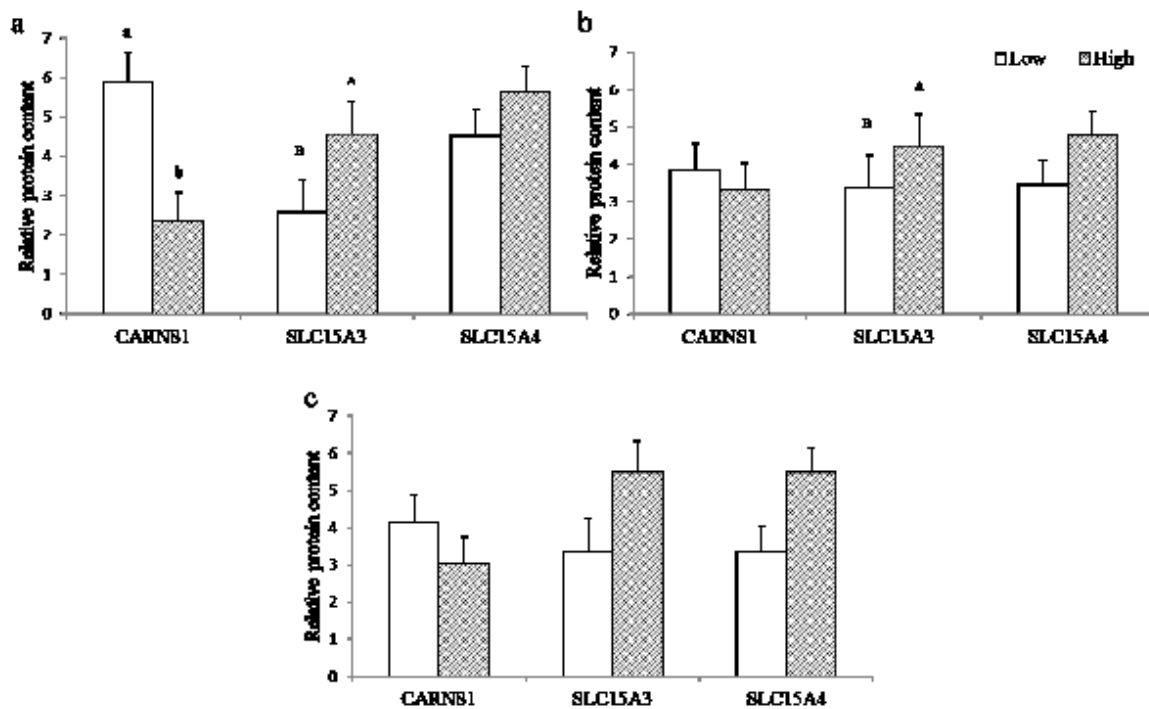 a
Relative protein content
7
6
5
4
3
2
1
0
a
b
B
A
CARNS1 SLC15A3 SLC15A4
b
Relative protein content
7
6
5
4
3
2
1
0
Low High
B
A
CARNS1 SLC15A3 SLC15A4
c
Relative protein content
7
6
5
4
3
2
1
0
CARNS1 SLC15A3 SLC15A4